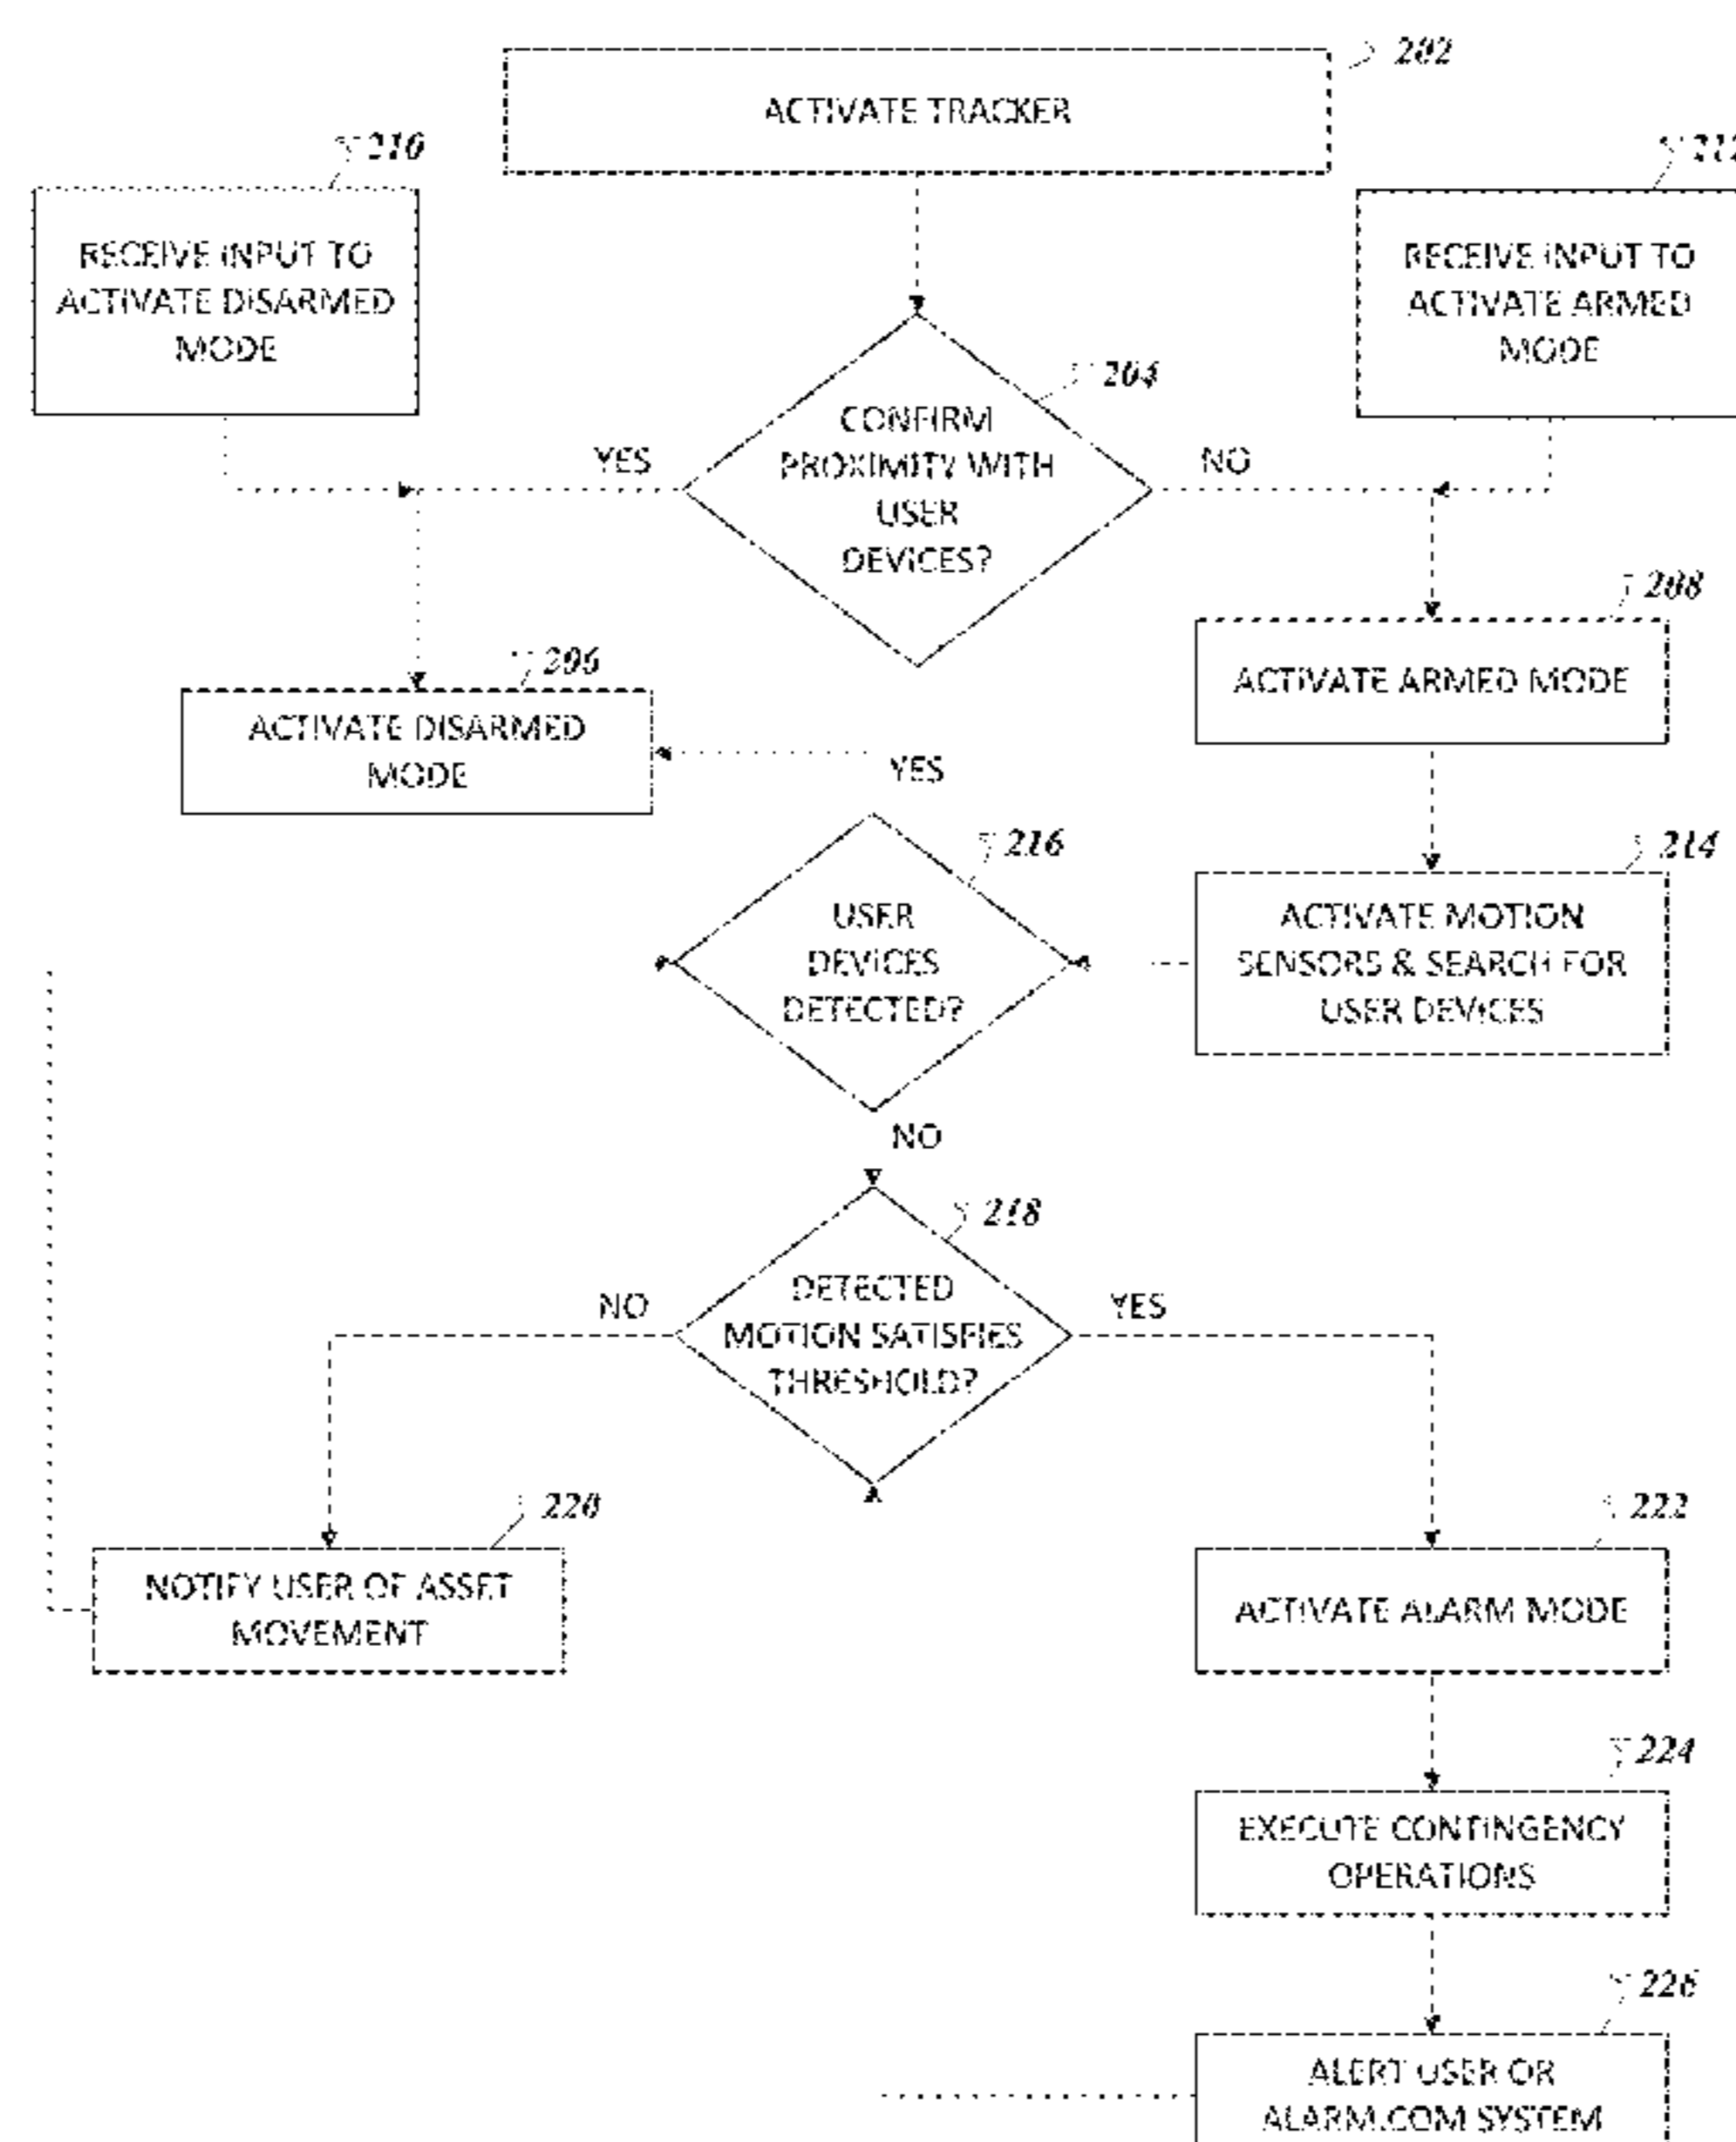 202
ACTIVATE TRACKER
210
RECEIVE INPUT TO
ACTIVATE DISARMED
MODE
RECEIVE INPUT TO
ACTIVATE ARMED
MODE
204
CONFIRM
PROXIMITY WITH
USER
DEVICES?
YES
NO
208
ACTIVATE ARMED MODE
206
ACTIVATE DISARMED
MODE
YES
216
USER
DEVICES
DETECTED?
214
ACTIVATE MOTION
SENSORS & SEARCH FOR
USER DEVICES
NO
218
DETECTED
MOTION SATISFIES
THRESHOLD?
NO
YES
220
NOTIFY USER OF ASSET
MOVEMENT
222
ACTIVATE ALARM MODE
224
EXECUTE CONTINGENCY
OPERATIONS
226
ALERT USER OR
ALARM.COM SYSTEM